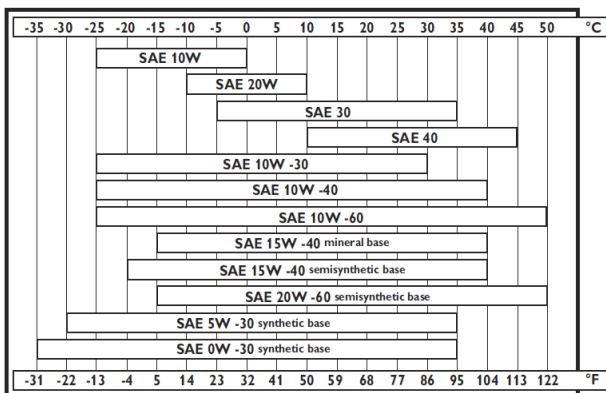 -35 -30 -25 -20 -15 -10 -5 0 5 10 15 20 25 30 35 40 45 50 °C
SAE 10W
SAE 20W
SAE 30
SAE 40
SAE 10W -30
SAE 10W -40
SAE 10W -60
SAE 15W -40 mineral base
SAE 15W -40 semisynthetic base
SAE 20W -60 semisynthetic base
SAE 5W -30 synthetic base
SAE 0W -30 synthetic base
-31 -22 -13 -4 5 14 23 32 41 50 59 68 77 86 95 104 113 122 °F